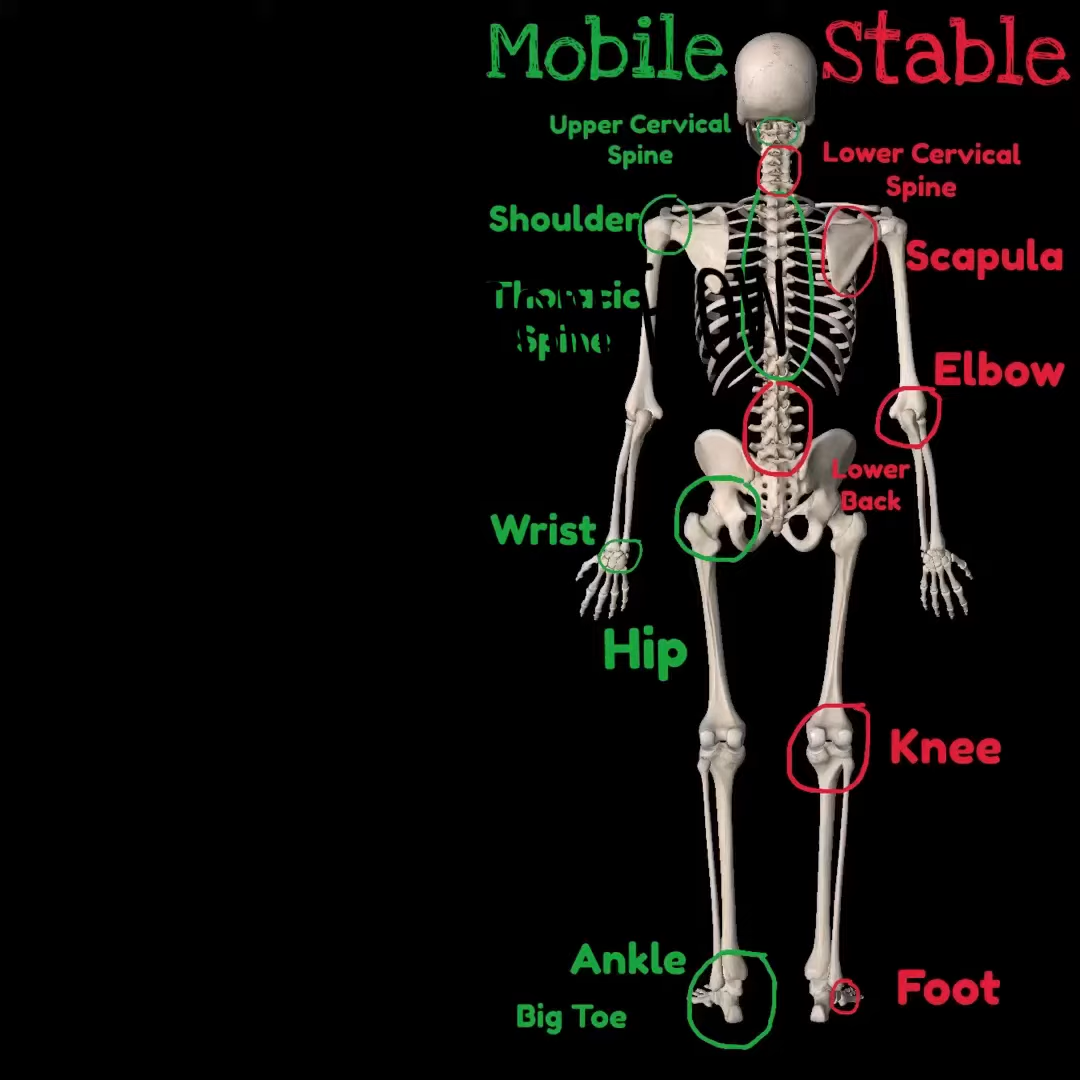 Mobile Stable
Upper Cervical
Spine
Lower Cervical
Spine
Shoulder
Scapula
Thoracic
Spine
Elbow
Lower
Back
Wrist
Hip
Knee
Ankle
Big Toe
Foot